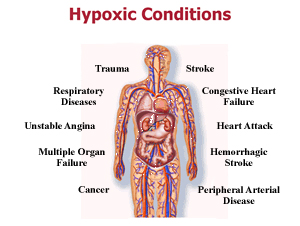 Hypoxic Conditions
Trauma
Stroke
Respiratory
Diseases
Congestive Heart
Failure
Unstable Angina
Heart Attack
Multiple Organ
Failure
Hemorrhagic
Stroke
Cancer
Peripheral Arterial
Disease